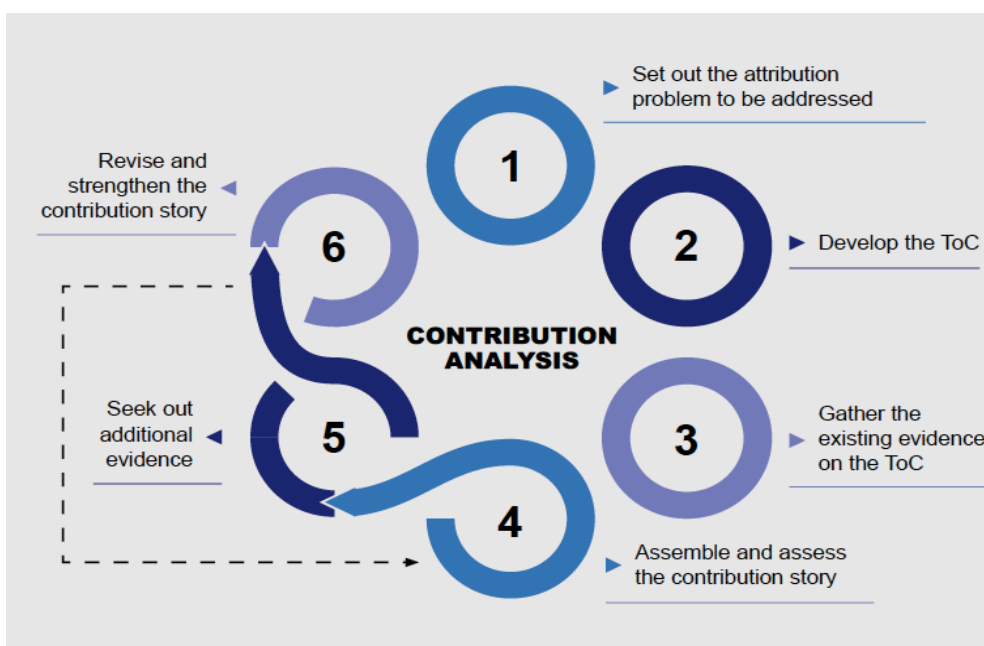 1
Set out the attribution
problem to be addressed
2
Develop the ToC
3
Gather the
existing evidence
on the ToC
4
Assemble and assess
the contribution story
5
Seek out
additional
evidence
6
Revise and
strengthen the
contribution story
CONTRIBUTION
ANALYSIS